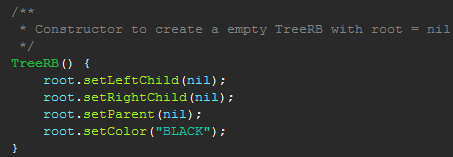 /**
* Constructor to create a empty TreeRB with root = nil
*/
TreeRB() {
root.setLeftChild(nil);
root.setRightChild(nil);
root.setParent(nil);
root.setColor("BLACK");
}